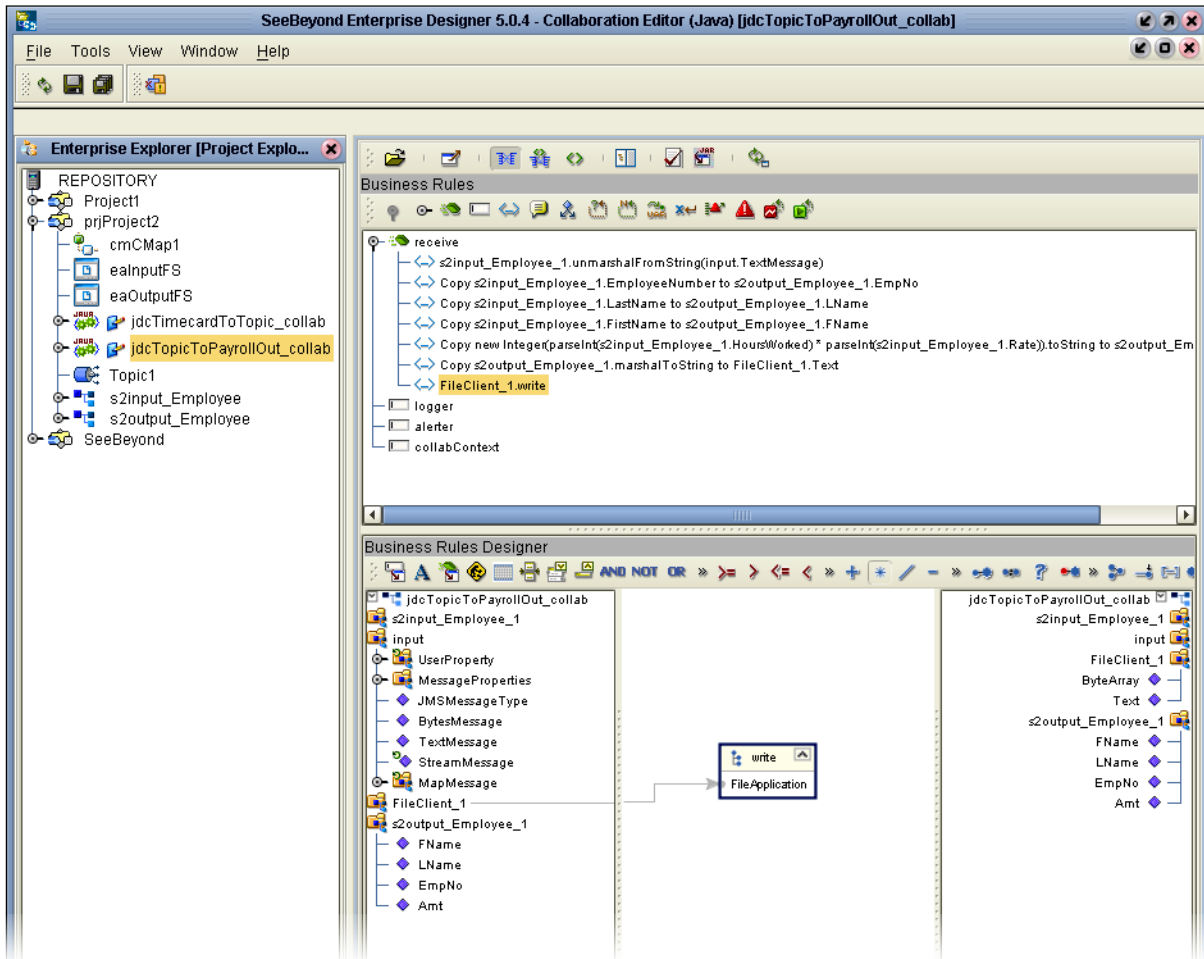 SeeBeyond Enterprise Designer 5.0.4 - Collaboration Editor (Java) [jdcTopicToPayrollOut_collab]
File Tools View Window Help
Enterprise Explorer [Project Explo...
REPOSITORY
Project1
prjProject2
cmCMap1
eaInputFS
eaOutputFS
JAVA jdcTimecardToTopic_collab
JAVA jdcTopicToPayrollOut_collab
Topic1
s2input_Employee
s2output_Employee
SeeBeyond
JAR
Business Rules
receive
s2input_Employee_1.unmarshalFromString(input.TextMessage)
Copy s2input_Employee_1.EmployeeNumber to s2output_Employee_1.EmpNo
Copy s2input_Employee_1.LastName to s2output_Employee_1.LName
Copy s2input_Employee_1.FirstName to s2output_Employee_1.FName
Copy new Integer(parseInt(s2input_Employee_1.HoursWorked) * parseInt(s2input_Employee_1.Rate)).toString to s2output_Em
Copy s2output_Employee_1.marshalToString to FileClient_1.Text
FileClient_1.write
logger
alerter
collabContext
Business Rules Designer
A AND NOT OR » >= > <= < » + * / - » ? » »
jdcTopicToPayrollOut_collab
s2input_Employee_1
input
UserProperty
MessageProperties
JMSMessageType
BytesMessage
TextMessage
StreamMessage
MapMessage
FileClient_1
s2output_Employee_1
FName
LName
EmpNo
Amt
write
FileApplication
jdcTopicToPayrollOut_collab
s2input_Employee_1
input
FileClient_1
ByteArray
Text
s2output_Employee_1
FName
LName
EmpNo
Amt